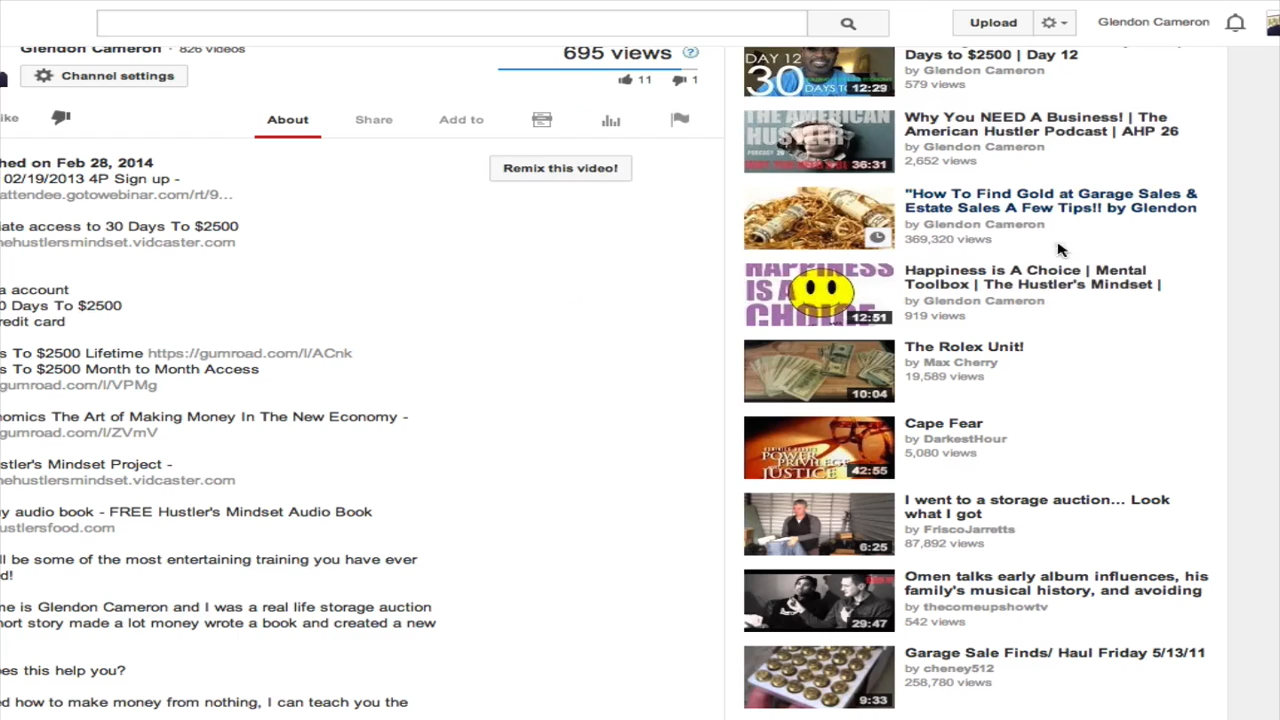 Upload
Glendon Cameron
Glendon Cameron · 826 videos
695 views
?
Channel settings
11
1
ike
About
Share
Add to
hed on Feb 28, 2014
Remix this video!
02/19/2013 4P Sign up -
attendee.gotowebinar.com/rt/9...
iate access to 30 Days To $2500
hehustlersmindset.vidcaster.com
a account
0 Days To $2500
redit card
s To $2500 Lifetime https://gumroad.com/l/ACnk
s To $2500 Month to Month Access
gumroad.com/l/VPMg
nomics The Art of Making Money In The New Economy -
gumroad.com/l/ZVmV
stler's Mindset Project -
hehustlersmindset.vidcaster.com
y audio book - FREE Hustler's Mindset Audio Book
ustlersfood.com
ll be some of the most entertaining training you have ever
d!
me is Glendon Cameron and I was a real life storage auction
hort story made a lot money wrote a book and created a new
es this help you?
d how to make money from nothing, I can teach you the
DAY 12
30
DAYS TO
12:29
Days to $2500 | Day 12
by Glendon Cameron
579 views
THE AMERICAN
HUSTLER
PODCAST 26
36:31
Why You NEED A Business! | The
American Hustler Podcast | AHP 26
by Glendon Cameron
2,652 views
"How To Find Gold at Garage Sales &
Estate Sales A Few Tips!! by Glendon
by Glendon Cameron
369,320 views
HAPPINESS
IS A
CHOICE
12:51
Happiness is A Choice | Mental
Toolbox | The Hustler's Mindset |
by Glendon Cameron
919 views
10:04
The Rolex Unit!
by Max Cherry
19,589 views
POWER
PRIVILEGE
JUSTICE
42:55
Cape Fear
by DarkestHour
5,080 views
6:25
I went to a storage auction... Look
what I got
by FriscoJarretts
87,892 views
29:47
Omen talks early album influences, his
family's musical history, and avoiding
by thecomeupshowtv
542 views
9:33
Garage Sale Finds/ Haul Friday 5/13/11
by cheney512
258,780 views